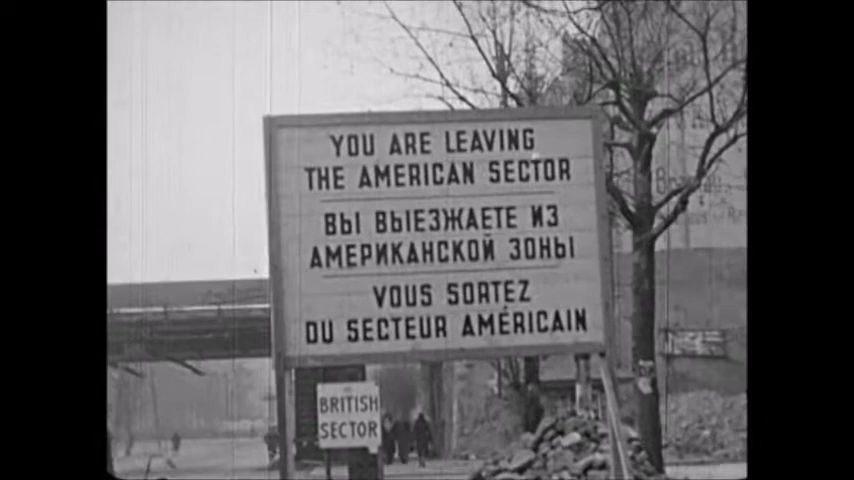 YOU ARE LEAVING
THE AMERICAN SECTOR
ВЫ ВЫЕЗЖАЕТЕ ИЗ
АМЕРИКАНСКОЙ ЗОНЫ
VOUS SORTEZ
DU SECTEUR AMÉRICAIN
BRITISH
SECTOR